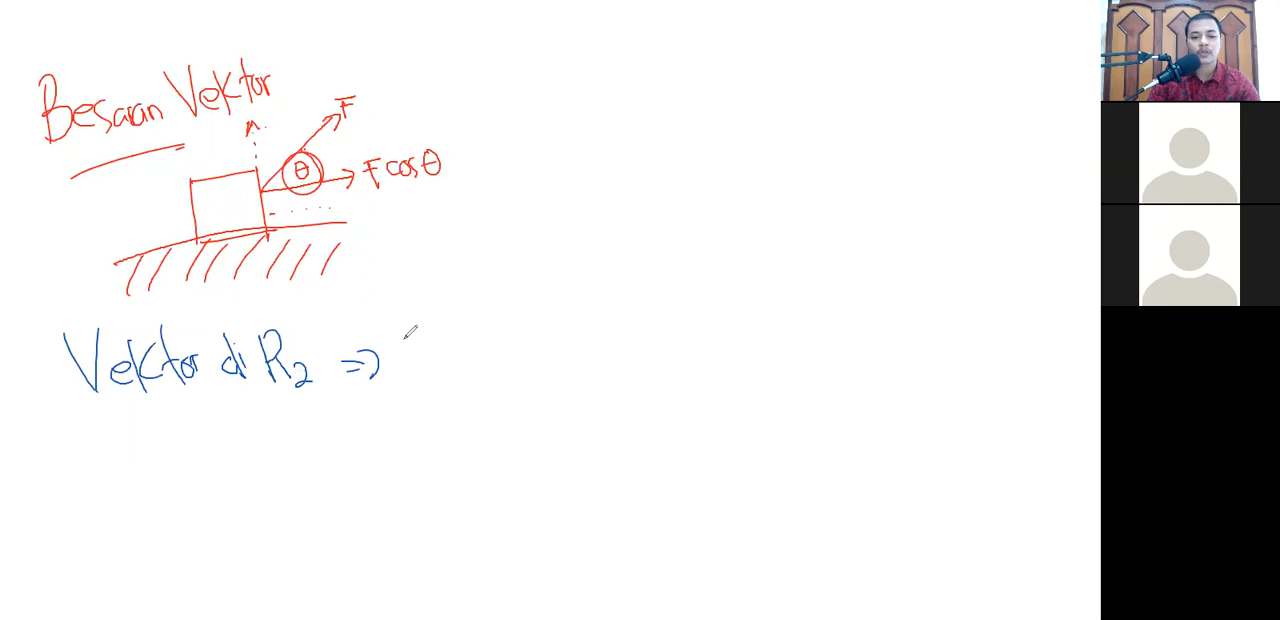 Besaran Vektor
F
θ
F cos θ
Vektor di R₂ =>